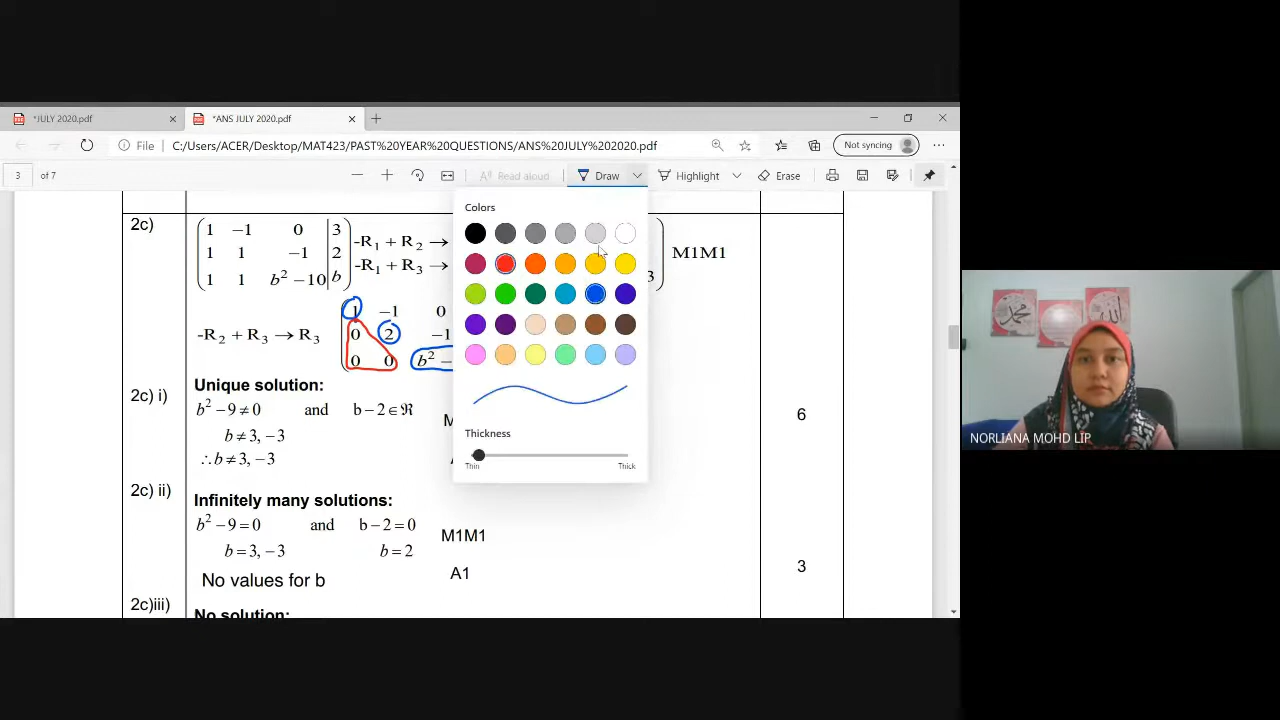 *JULY 2020.pdf
*ANS JULY 2020.pdf
File C:/Users/ACER/Desktop/MAT423/PAST%20YEAR%20QUESTIONS/ANS%20JULY%202020.pdf Not syncing
3 of 7 Read aloud Draw Highlight Erase
Colors
Thickness
Thin Thick
2c)
1 −1 0 3
1 1 −1 2
1 1 b² −10 b
-R₁ + R₂ →
-R₁ + R₃ →
3
M1M1
-R₂ + R₃ → R₃
1 −1 0
0 2 −1
0 0 b² −
2c) i)
Unique solution:
b² − 9 ≠ 0 and b − 2 ∈ ℜ
b ≠ 3, −3
∴ b ≠ 3, −3
6
2c) ii)
Infinitely many solutions:
b² − 9 = 0 and b − 2 = 0 M1M1
b = 3, −3 b = 2
No values for b A1
3
2c)iii)
No solution:
NORLIANA MOHD LIP
محمد
الله